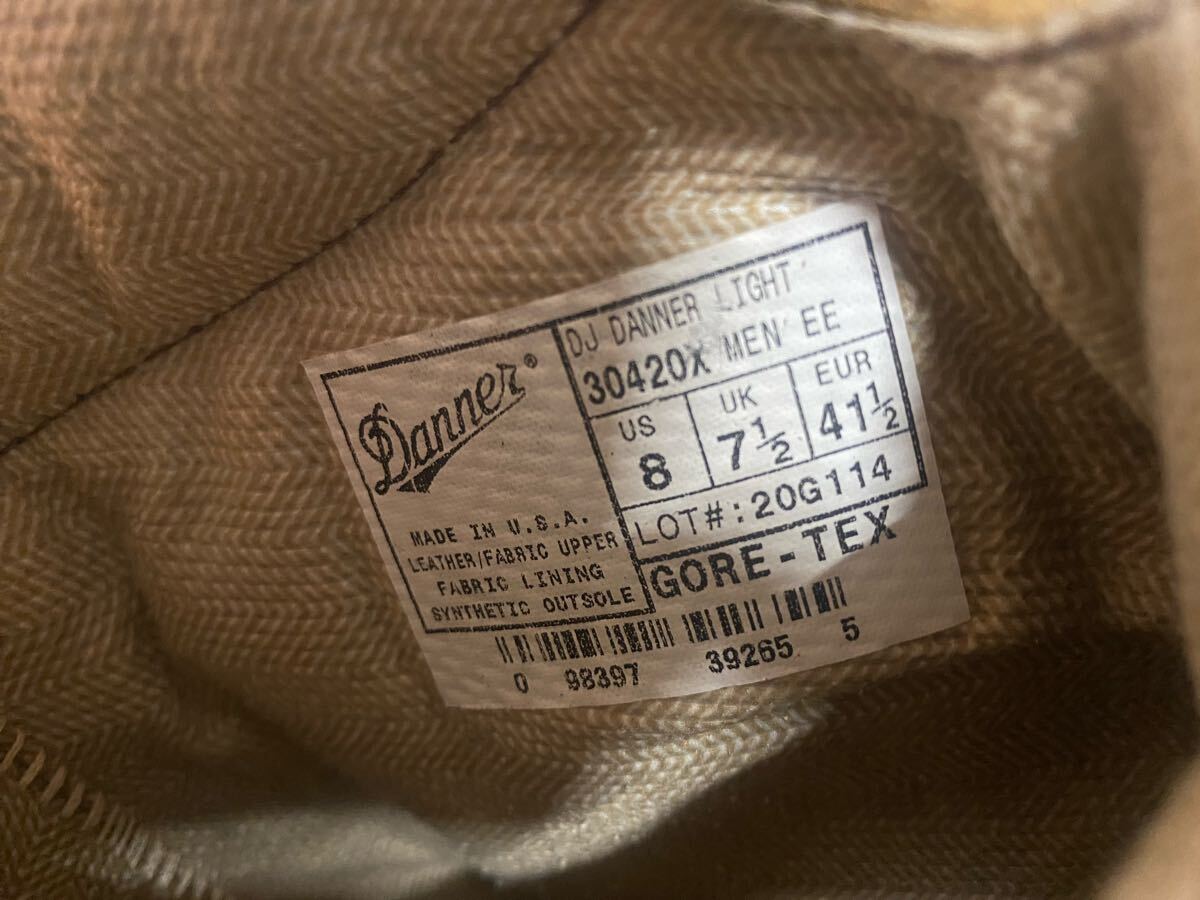 Danner®
MADE IN U.S.A.
LEATHER/FABRIC UPPER
FABRIC LINING
SYNTHETIC OUTSOLE
DJ DANNER LIGHT
30420X MEN EE
US UK EUR
8 7½ 41½
LOT#:20G114
GORE-TEX
0 98397 39265 5